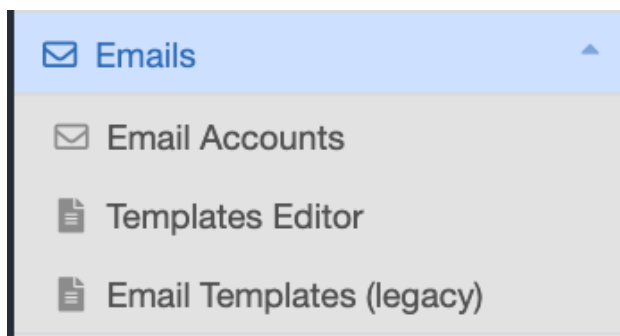 Emails
Email Accounts
Templates Editor
Email Templates (legacy)